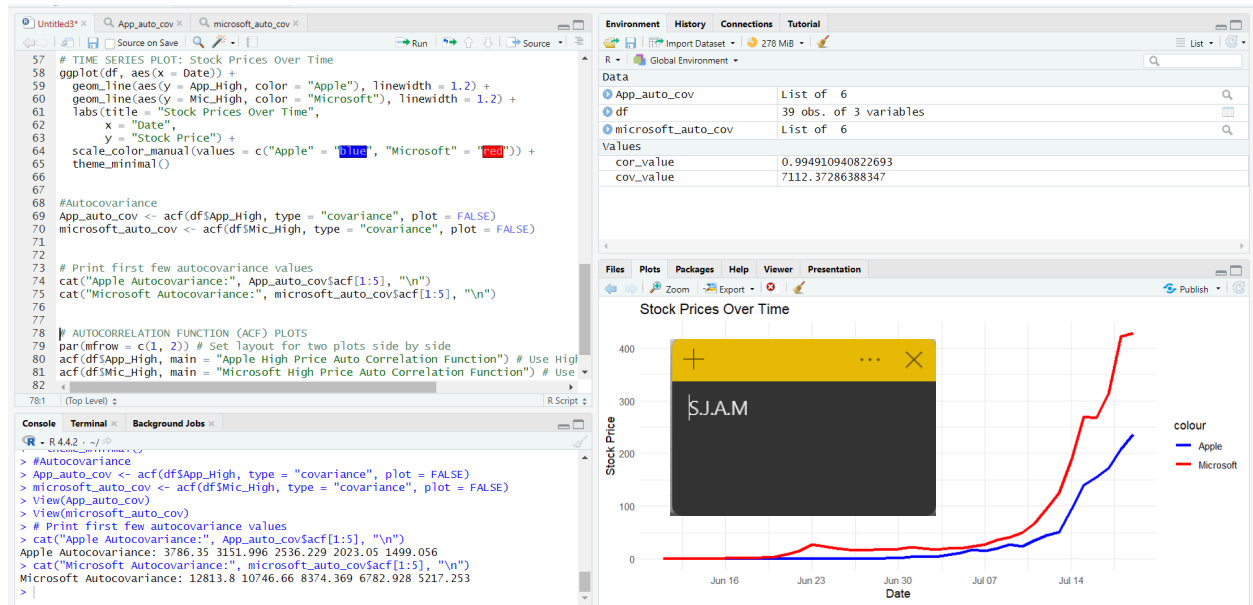 Untitled3* App_auto_cov microsoft_auto_cov
Source on Save Run Source
57 # TIME SERIES PLOT: Stock Prices Over Time
58 ggplot(df, aes(x = Date)) +
59 geom_line(aes(y = App_High, color = "Apple"), linewidth = 1.2) +
60 geom_line(aes(y = Mic_High, color = "Microsoft"), linewidth = 1.2) +
61 labs(title = "Stock Prices Over Time",
62 x = "Date",
63 y = "Stock Price") +
64 scale_color_manual(values = c("Apple" = "blue", "Microsoft" = "red")) +
65 theme_minimal()
66
67
68 #Autocovariance
69 App_auto_cov <- acf(df$App_High, type = "covariance", plot = FALSE)
70 microsoft_auto_cov <- acf(df$Mic_High, type = "covariance", plot = FALSE)
71
72
73 # Print first few autocovariance values
74 cat("Apple Autocovariance:", App_auto_cov$acf[1:5], "\n")
75 cat("Microsoft Autocovariance:", microsoft_auto_cov$acf[1:5], "\n")
76
77
78 # AUTOCORRELATION FUNCTION (ACF) PLOTS
79 par(mfrow = c(1, 2)) # Set layout for two plots side by side
80 acf(df$App_High, main = "Apple High Price Auto Correlation Function") # Use High
81 acf(df$Mic_High, main = "Microsoft High Price Auto Correlation Function") # Use
82
78:1 (Top Level) R Script
Console Terminal Background Jobs
R 4.4.2 · ~/
> #Autocovariance
> App_auto_cov <- acf(df$App_High, type = "covariance", plot = FALSE)
> microsoft_auto_cov <- acf(df$Mic_High, type = "covariance", plot = FALSE)
> View(App_auto_cov)
> View(microsoft_auto_cov)
> # Print first few autocovariance values
> cat("Apple Autocovariance:", App_auto_cov$acf[1:5], "\n")
Apple Autocovariance: 3786.35 3151.996 2536.229 2023.05 1499.056
> cat("Microsoft Autocovariance:", microsoft_auto_cov$acf[1:5], "\n")
Microsoft Autocovariance: 12813.8 10746.66 8374.369 6782.928 5217.253
>
Environment History Connections Tutorial
Import Dataset 278 MiB List
R Global Environment
Data
App_auto_cov List of 6
df 39 obs. of 3 variables
microsoft_auto_cov List of 6
Values
cor_value 0.994910940822693
cov_value 7112.37286388347
Files Plots Packages Help Viewer Presentation
Zoom Export Publish
Stock Prices Over Time
S.J.A.M
400
300
200
100
0
Stock Price
Jun 16 Jun 23 Jun 30 Jul 07 Jul 14
Date
colour
Apple
Microsoft